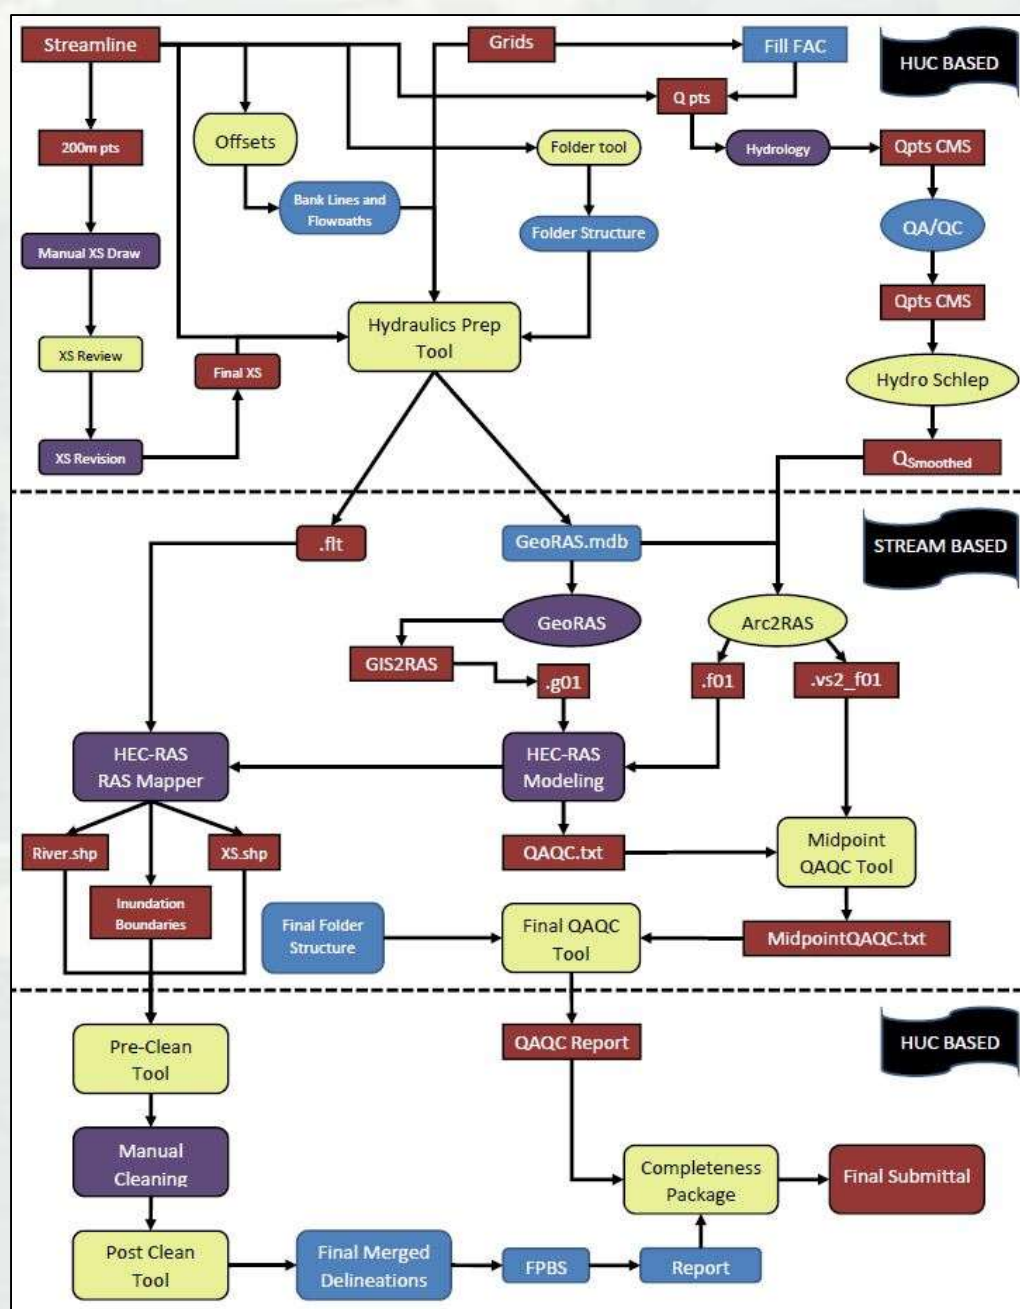 Streamline
Grids
Fill FAC
HUC BASED
Q pts
200m pts
Offsets
Folder tool
Hydrology
Qpts CMS
Bank Lines and
Flowpaths
Folder Structure
QA/QC
Manual XS Draw
Qpts CMS
Hydraulics Prep
Tool
XS Review
Final XS
Hydro Schlep
XS Revision
QSmoothed
.flt
GeoRAS.mdb
STREAM BASED
GeoRAS
Arc2RAS
GIS2RAS
.g01
.f01
.vs2_f01
HEC-RAS
RAS Mapper
HEC-RAS
Modeling
River.shp
XS.shp
QAQC.txt
Midpoint
QAQC Tool
Inundation
Boundaries
Final Folder
Structure
Final QAQC
Tool
MidpointQAQC.txt
Pre-Clean
Tool
QAQC Report
HUC BASED
Manual
Cleaning
Completeness
Package
Final Submittal
Post Clean
Tool
Final Merged
Delineations
FPBS
Report